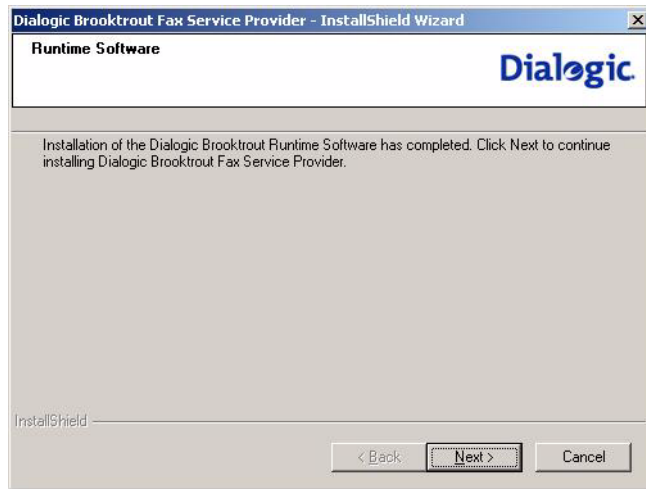 Dialogic Brooktrout Fax Service Provider - InstallShield Wizard
Runtime Software
Dialogic.
Installation of the Dialogic Brooktrout Runtime Software has completed. Click Next to continue
installing Dialogic Brooktrout Fax Service Provider.
InstallShield
< Back
Next >
Cancel